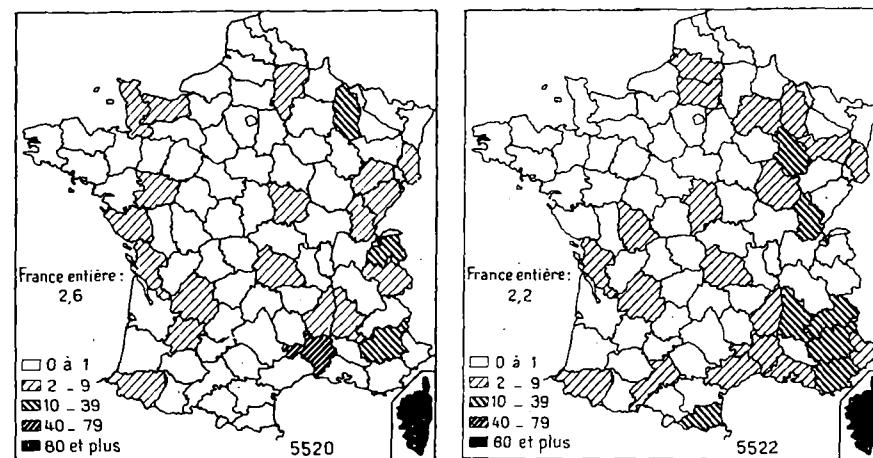 France entière :
2,6
0 à 1
2 _ 9
10 _ 39
40 _ 79
80 et plus
5520
France entière :
2,2
0 à 1
2 _ 9
10 _ 39
40 _ 79
80 et plus
5522